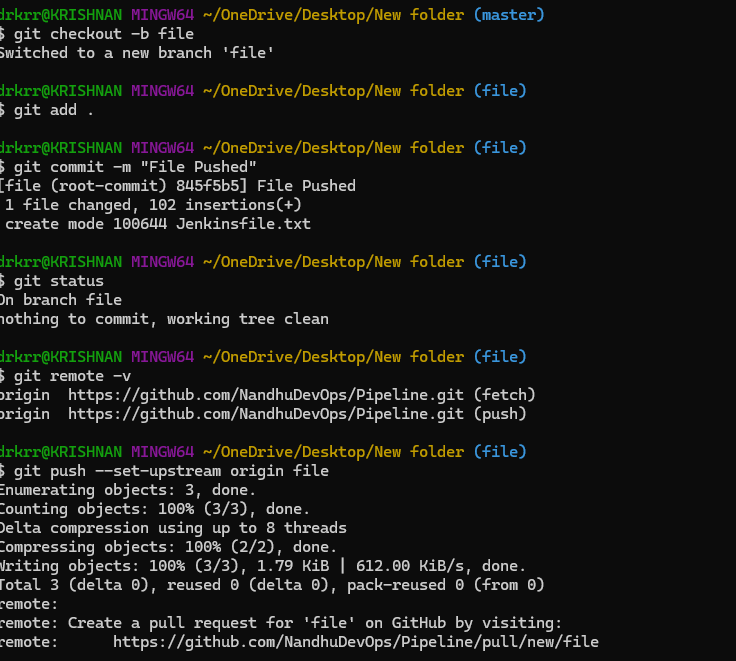 drkrr@KRISHNAN MINGW64 ~/OneDrive/Desktop/New folder (master)
$ git checkout -b file
Switched to a new branch 'file'
drkrr@KRISHNAN MINGW64 ~/OneDrive/Desktop/New folder (file)
$ git add .
drkrr@KRISHNAN MINGW64 ~/OneDrive/Desktop/New folder (file)
$ git commit -m "File Pushed"
[file (root-commit) 845f5b5] File Pushed
1 file changed, 102 insertions(+)
create mode 100644 Jenkinsfile.txt
drkrr@KRISHNAN MINGW64 ~/OneDrive/Desktop/New folder (file)
$ git status
On branch file
nothing to commit, working tree clean
drkrr@KRISHNAN MINGW64 ~/OneDrive/Desktop/New folder (file)
$ git remote -v
origin  https://github.com/NandhuDevOps/Pipeline.git (fetch)
origin  https://github.com/NandhuDevOps/Pipeline.git (push)
drkrr@KRISHNAN MINGW64 ~/OneDrive/Desktop/New folder (file)
$ git push --set-upstream origin file
Enumerating objects: 3, done.
Counting objects: 100% (3/3), done.
Delta compression using up to 8 threads
Compressing objects: 100% (2/2), done.
Writing objects: 100% (3/3), 1.79 KiB | 612.00 KiB/s, done.
Total 3 (delta 0), reused 0 (delta 0), pack-reused 0 (from 0)
remote:
remote: Create a pull request for 'file' on GitHub by visiting:
remote:      https://github.com/NandhuDevOps/Pipeline/pull/new/file